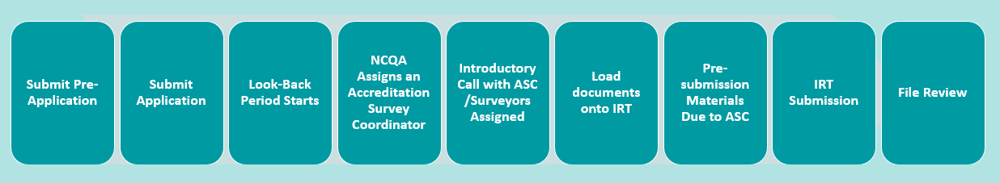 Submit Pre-
Application
Submit
Application
Look-Back
Period Starts
NCQA
Assigns an
Accreditation
Survey
Coordinator
Introductory
Call with ASC
/Surveyors
Assigned
Load
documents
onto IRT
Pre-
submission
Materials
Due to ASC
IRT
Submission
File Review